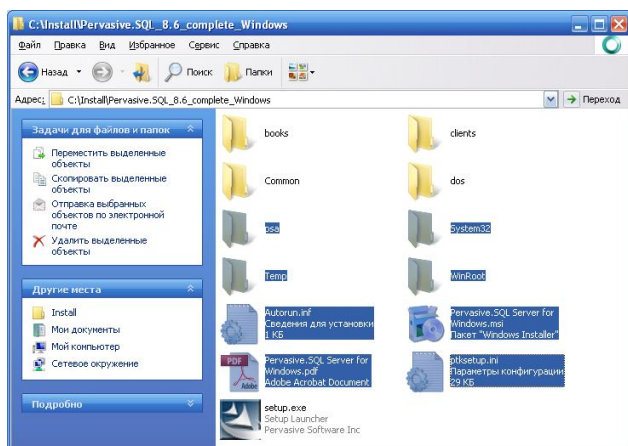 C:\Install\Pervasive.SQL_8.6_complete_Windows
Файл Правка Вид Избранное Сервис Справка
Назад Поиск Папки
Адрес: C:\Install\Pervasive.SQL_8.6_complete_Windows Переход
Задачи для файлов и папок
Переместить выделенные
объекты
Скопировать выделенные
объекты
Отправка выбранных
объектов по электронной
почте
Удалить выделенные
объекты
Другие места
Install
Мои документы
Мой компьютер
Сетевое окружение
Подробно
books
clients
Common
dos
psa
System32
Temp
WinRoot
Autorun.inf
Сведения для установки
1 КБ
Pervasive.SQL Server for
Windows.msi
Пакет "Windows Installer"
PDF
Adobe
Pervasive.SQL Server for
Windows.pdf
Adobe Acrobat Document
ptksetup.ini
Параметры конфигурации
29 КБ
setup.exe
Setup Launcher
Pervasive Software Inc